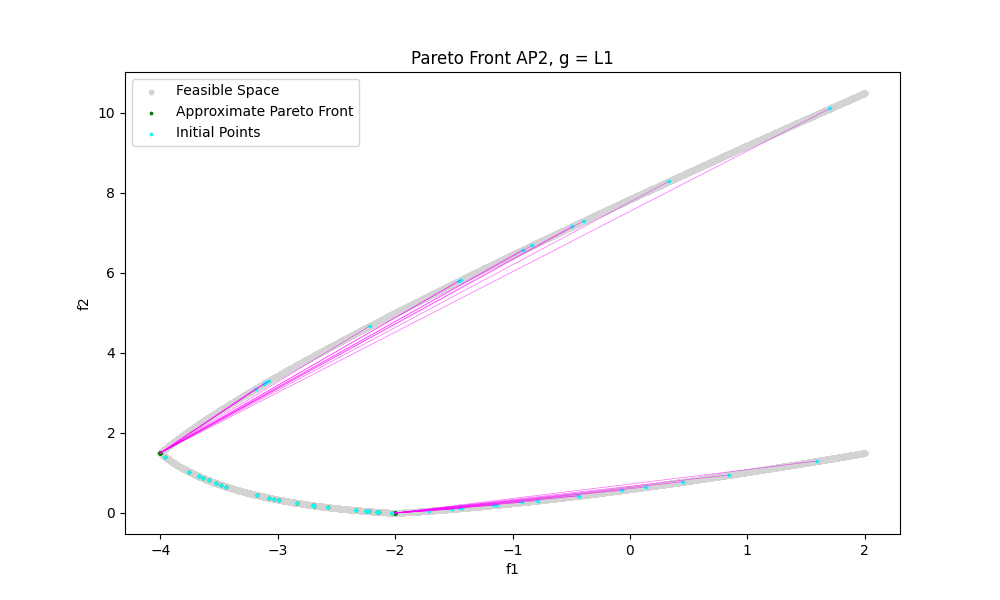 Pareto Front AP2, g = L1
Feasible Space
Approximate Pareto Front
Initial Points
10
8
6
4
2
0
f2
−4
−3
−2
−1
0
1
2
f1